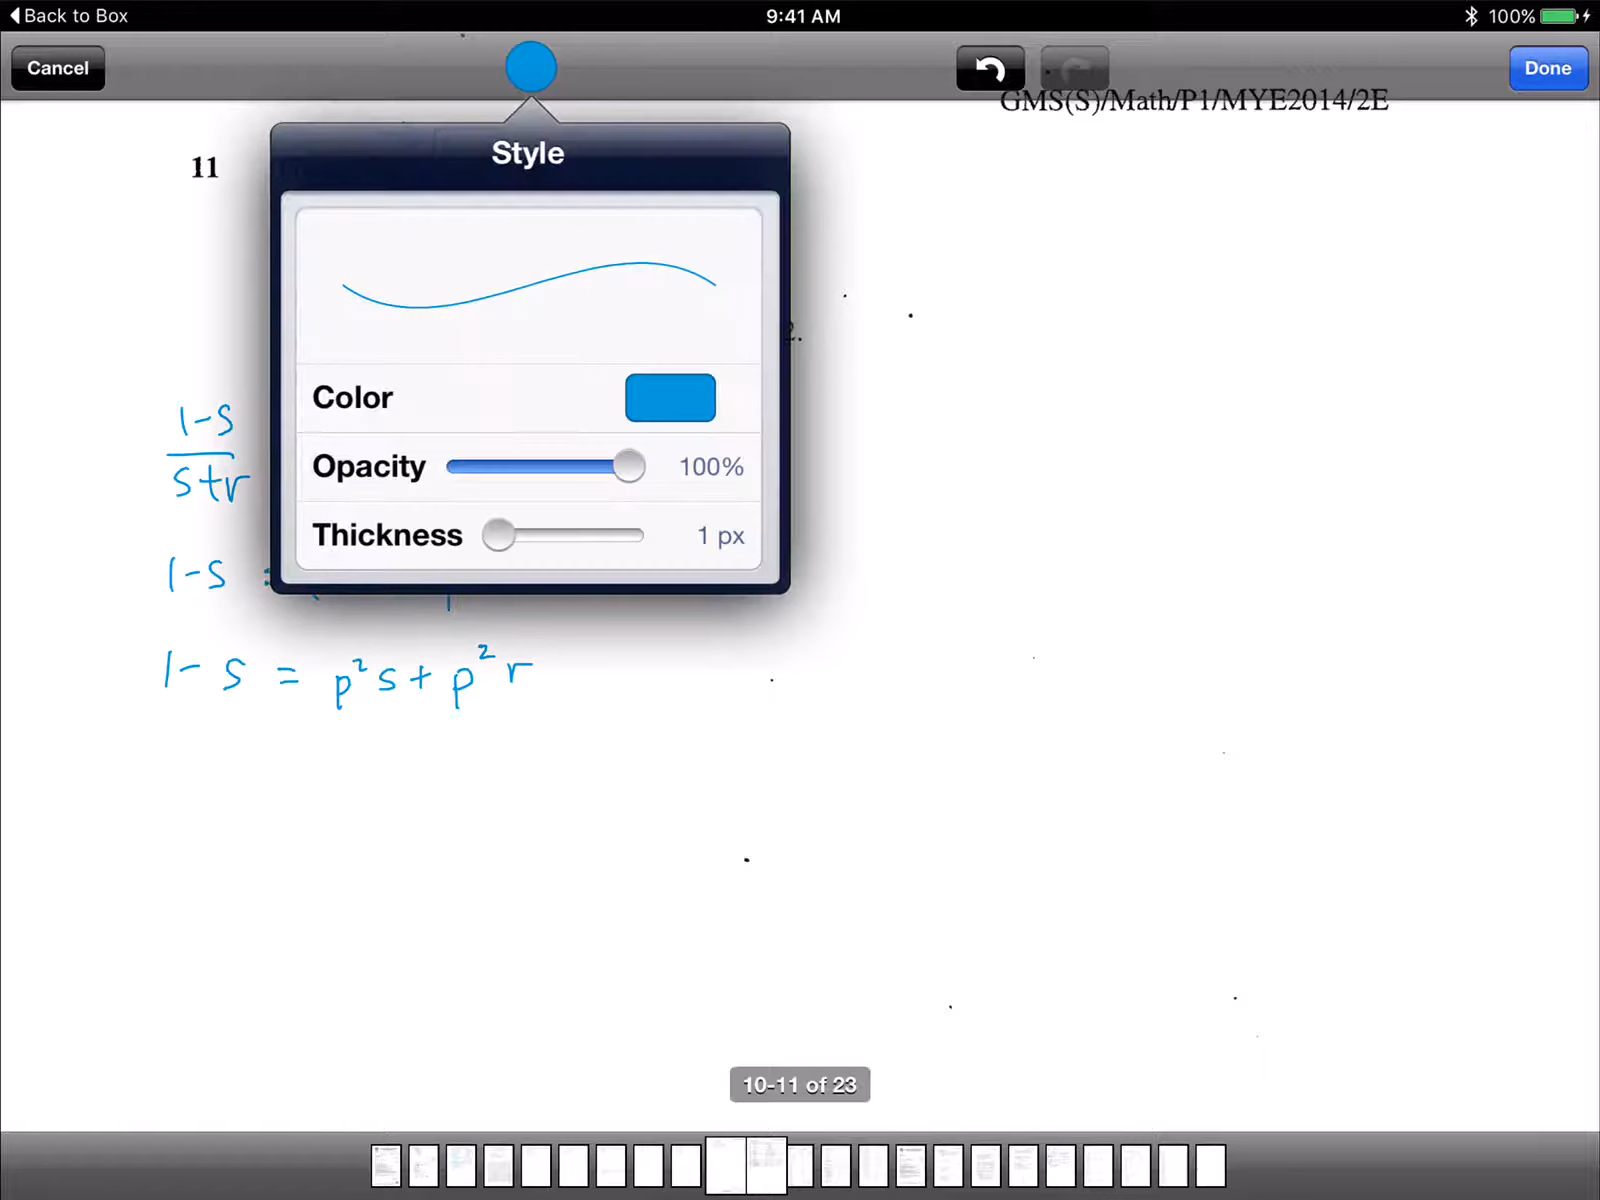 Back to Box 9:41 AM 100%
Cancel Done
GMS(S)/Math/P1/MYE2014/2E
11
Style
2.
Color
Opacity 100%
Thickness 1 px
1-s
s+r
1-s =
1- s = p²s + p²r
10-11 of 23